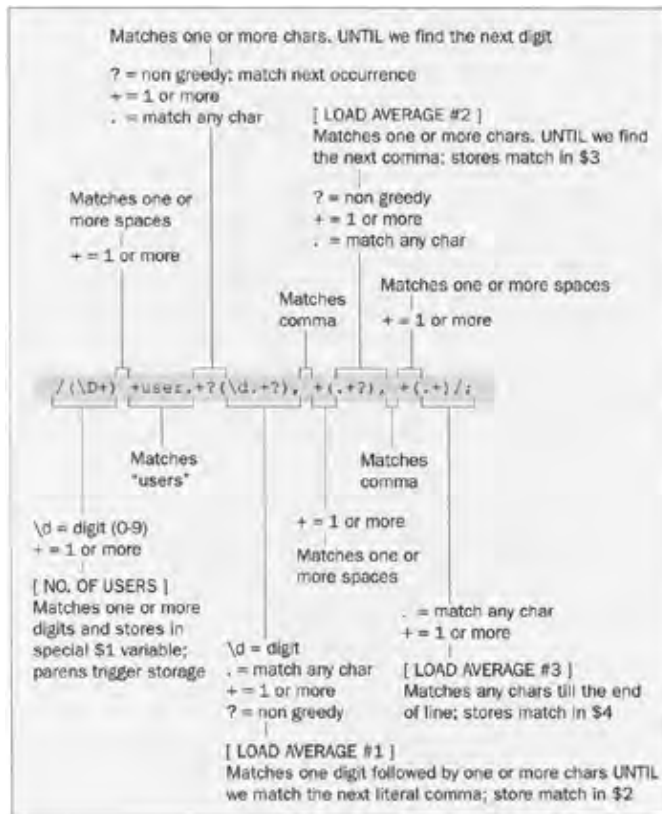 Matches one or more chars. UNTIL we find the next digit
? = non greedy; match next occurrence
+ = 1 or more
. = match any char
[ LOAD AVERAGE #2 ]
Matches one or more chars. UNTIL we find
the next comma; stores match in $3
? = non greedy
+ = 1 or more
. = match any char
Matches one or
more spaces
+ = 1 or more
Matches
comma
Matches one or more spaces
+ = 1 or more
/(\D+) +user.+?(\d.+?), +(.+?), +(.+)/;
Matches
"users"
Matches
comma
\d = digit (0-9)
+ = 1 or more
[ NO. OF USERS ]
Matches one or more
digits and stores in
special $1 variable;
parens trigger storage
+ = 1 or more
Matches one or
more spaces
\d = digit
. = match any char
+ = 1 or more
? = non greedy
[ LOAD AVERAGE #1 ]
Matches one digit followed by one or more chars UNTIL
we match the next literal comma; store match in $2
. = match any char
+ = 1 or more
[ LOAD AVERAGE #3 ]
Matches any chars till the end
of line; stores match in $4